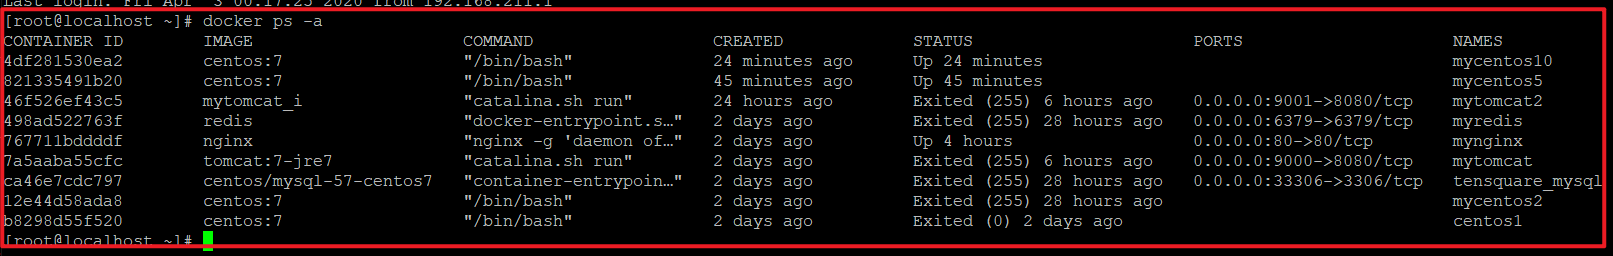 Last login: Fri Apr  3 00:17:25 2020 from 192.168.211.1
[root@localhost ~]# docker ps -a
CONTAINER ID        IMAGE                     COMMAND                  CREATED             STATUS                      PORTS                     NAMES
4df281530ea2        centos:7                  "/bin/bash"              24 minutes ago      Up 24 minutes                                         mycentos10
821335491b20        centos:7                  "/bin/bash"              45 minutes ago      Up 45 minutes                                         mycentos5
46f526ef43c5        mytomcat_i                "catalina.sh run"        24 hours ago        Exited (255) 6 hours ago    0.0.0.0:9001->8080/tcp    mytomcat2
498ad522763f        redis                     "docker-entrypoint.s…"   2 days ago          Exited (255) 28 hours ago   0.0.0.0:6379->6379/tcp    myredis
767711bddddf        nginx                     "nginx -g 'daemon of…"   2 days ago          Up 4 hours                  0.0.0.0:80->80/tcp        mynginx
7a5aaba55cfc        tomcat:7-jre7             "catalina.sh run"        2 days ago          Exited (255) 6 hours ago    0.0.0.0:9000->8080/tcp    mytomcat
ca46e7cdc797        centos/mysql-57-centos7   "container-entrypoin…"   2 days ago          Exited (255) 28 hours ago   0.0.0.0:33306->3306/tcp   tensquare_mysql
12e44d58ada8        centos:7                  "/bin/bash"              2 days ago          Exited (255) 28 hours ago                             mycentos2
b8298d55f520        centos:7                  "/bin/bash"              2 days ago          Exited (0) 2 days ago                                 centos1
[root@localhost ~]#